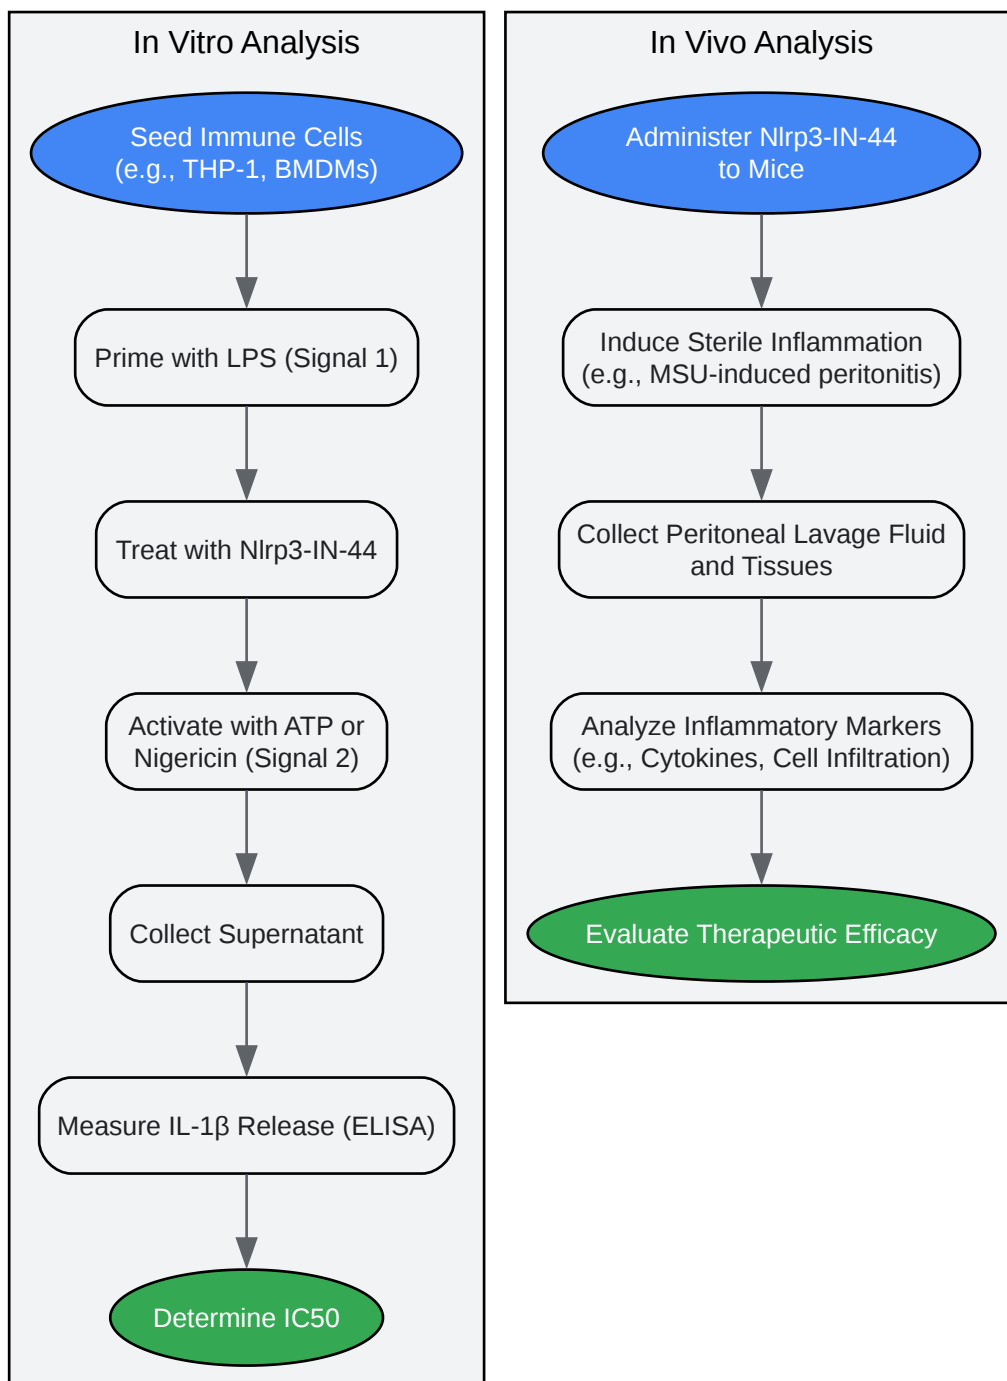 In Vitro Analysis
Seed Immune Cells
(e.g., THP-1, BMDMs)
Prime with LPS (Signal 1)
Treat with Nlrp3-IN-44
Activate with ATP or
Nigericin (Signal 2)
Collect Supernatant
Measure IL-1β Release (ELISA)
Determine IC50
In Vivo Analysis
Administer Nlrp3-IN-44
to Mice
Induce Sterile Inflammation
(e.g., MSU-induced peritonitis)
Collect Peritoneal Lavage Fluid
and Tissues
Analyze Inflammatory Markers
(e.g., Cytokines, Cell Infiltration)
Evaluate Therapeutic Efficacy